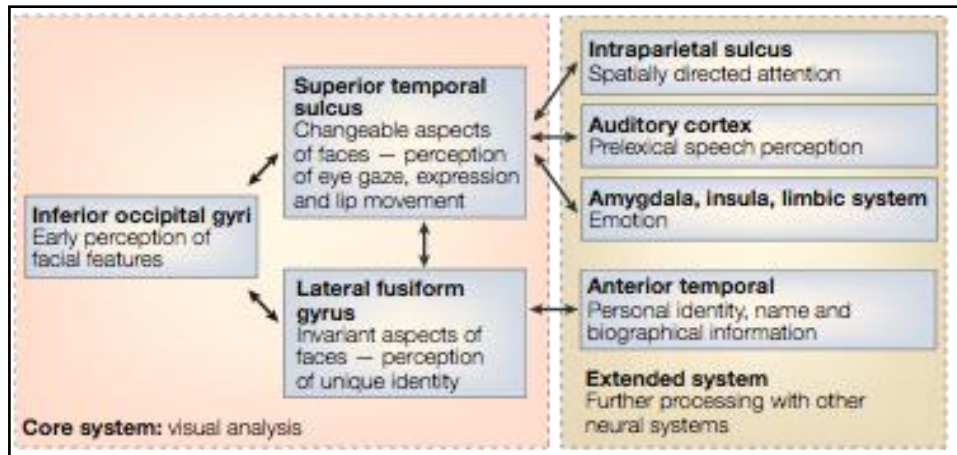 Inferior occipital gyri
Early perception of
facial features
Superior temporal
sulcus
Changeable aspects
of faces — perception
of eye gaze, expression
and lip movement
Lateral fusiform
gyrus
Invariant aspects of
faces — perception
of unique identity
Core system: visual analysis
Intraparietal sulcus
Spatially directed attention
Auditory cortex
Prelexical speech perception
Amygdala, insula, limbic system
Emotion
Anterior temporal
Personal identity, name and
biographical information
Extended system
Further processing with other
neural systems